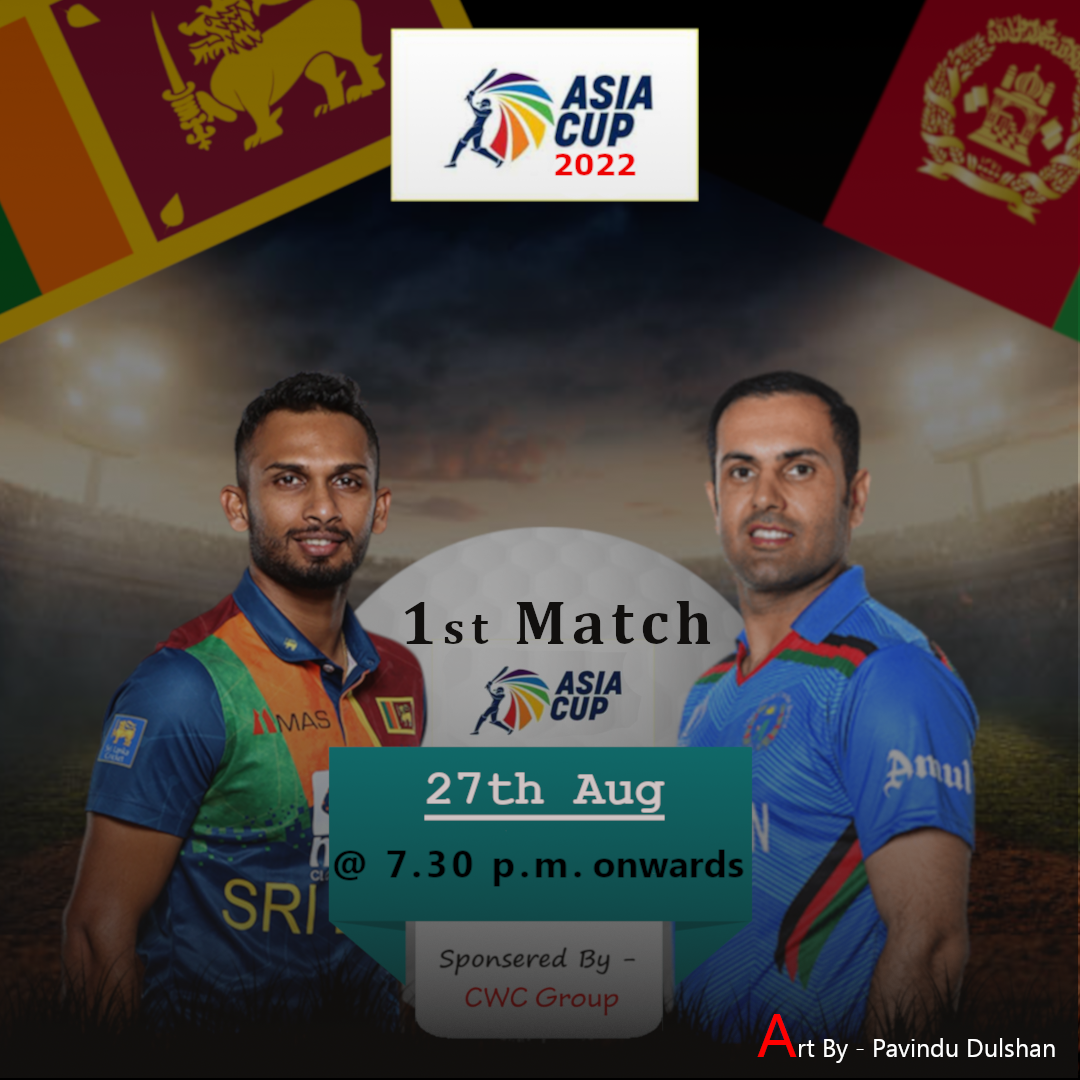 ASIA
CUP
2022
1st Match
ASIA
CUP
MAS
Amul
27th Aug
@ 7.30 p.m. onwards
SRI
Sponsered By -
CWC Group
Art By - Pavindu Dulshan